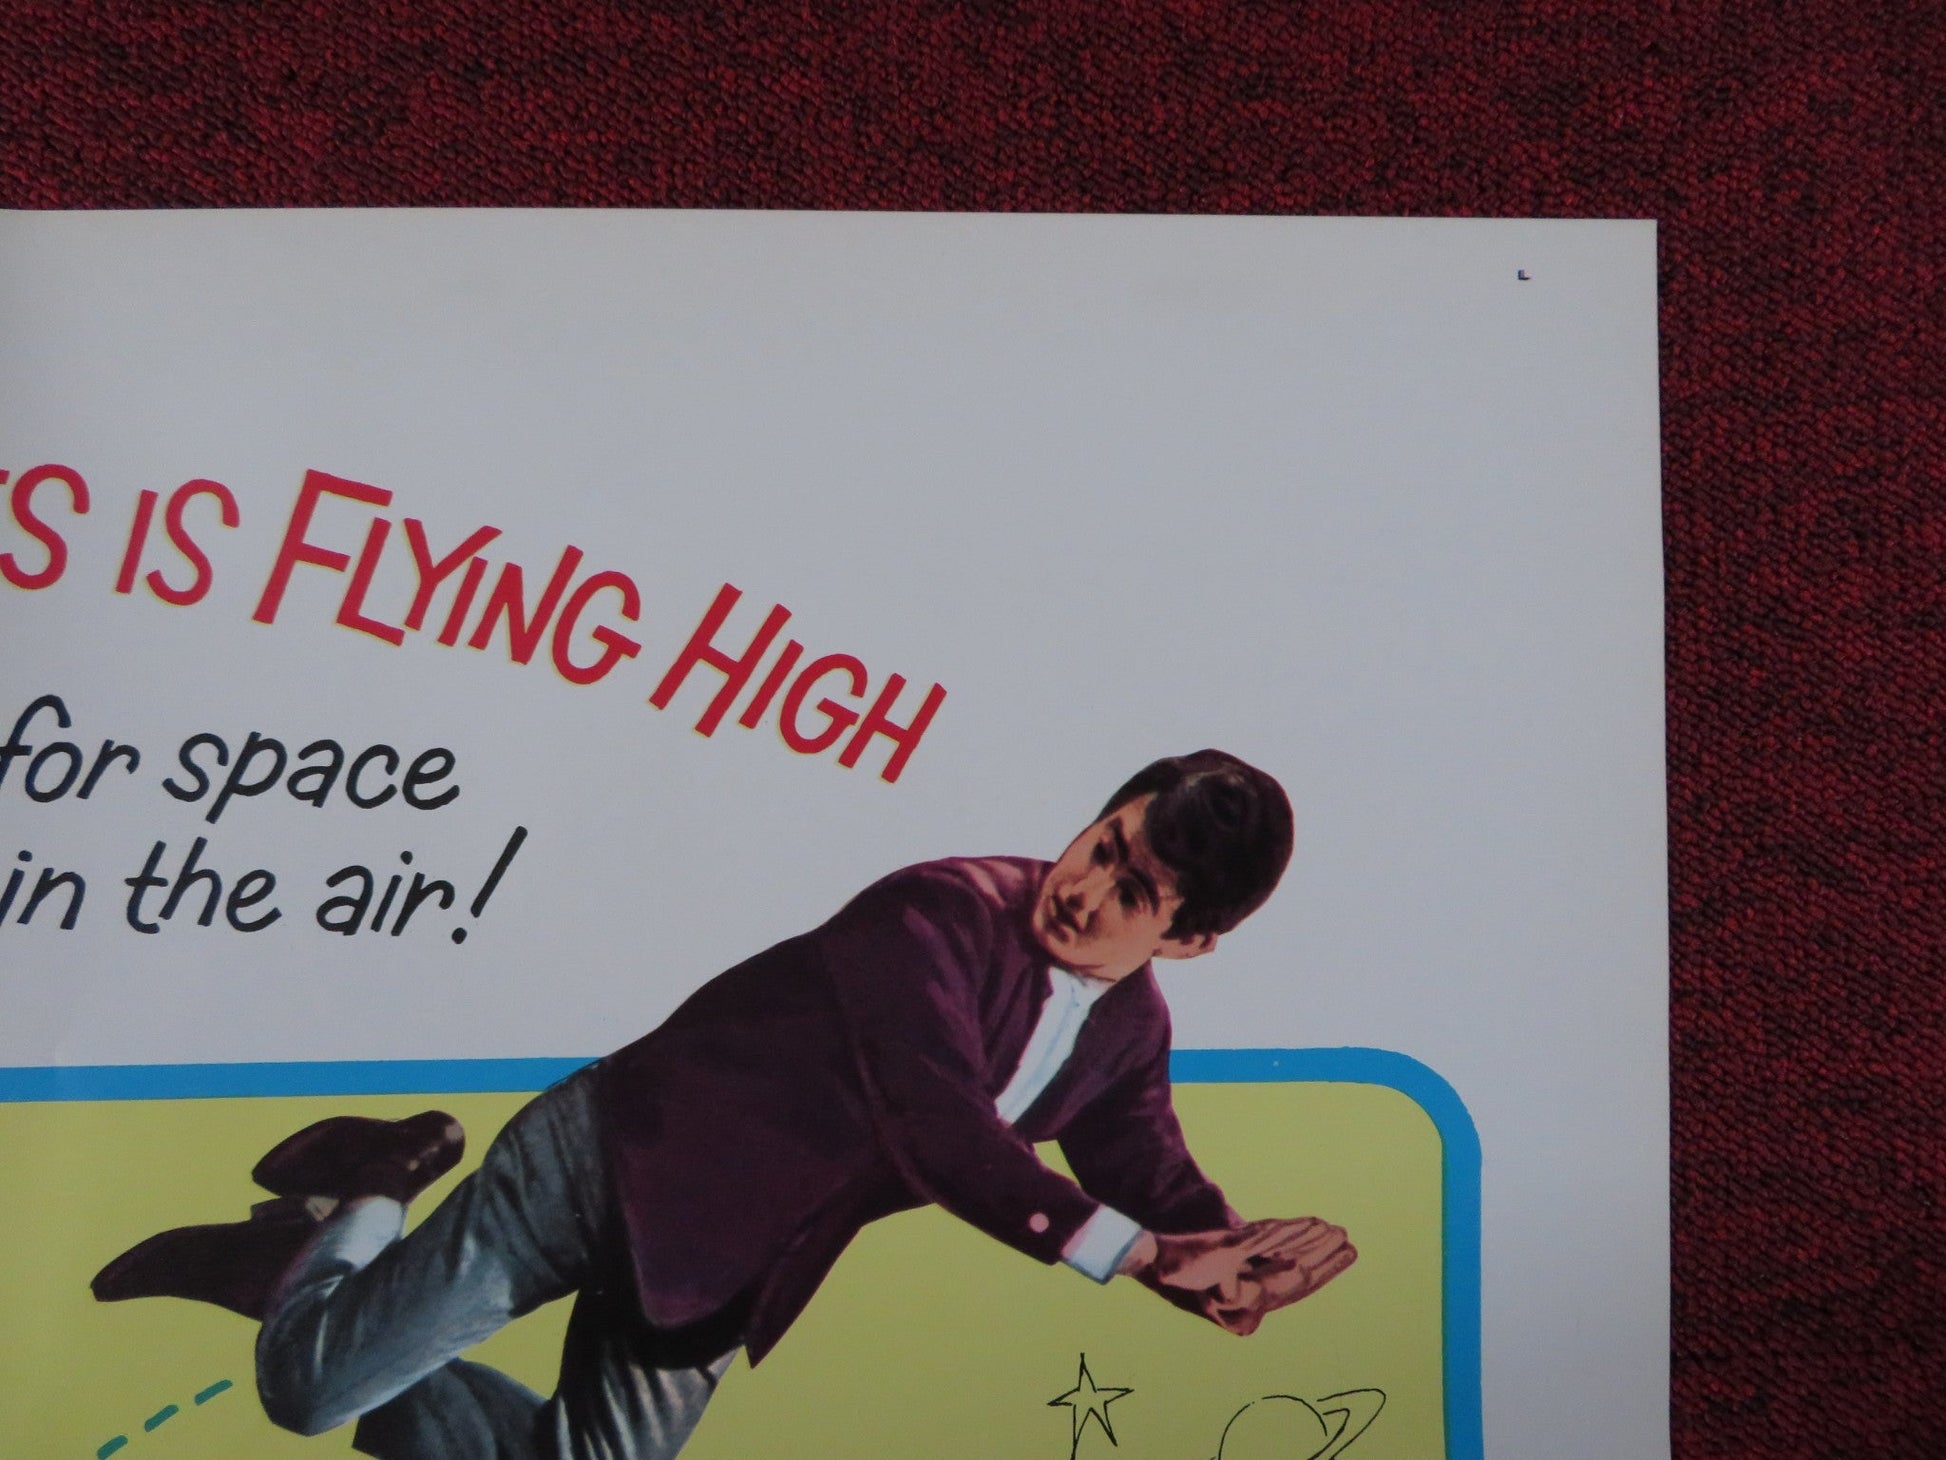 IS FLYING HIGH
for space
in the air!